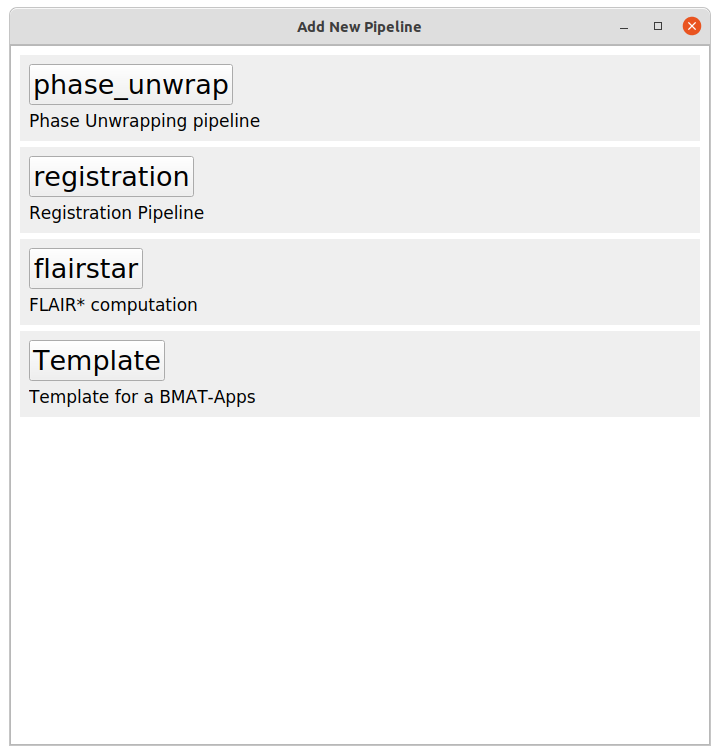 Add New Pipeline
phase_unwrap
Phase Unwrapping pipeline
registration
Registration Pipeline
flairstar
FLAIR* computation
Template
Template for a BMAT-Apps